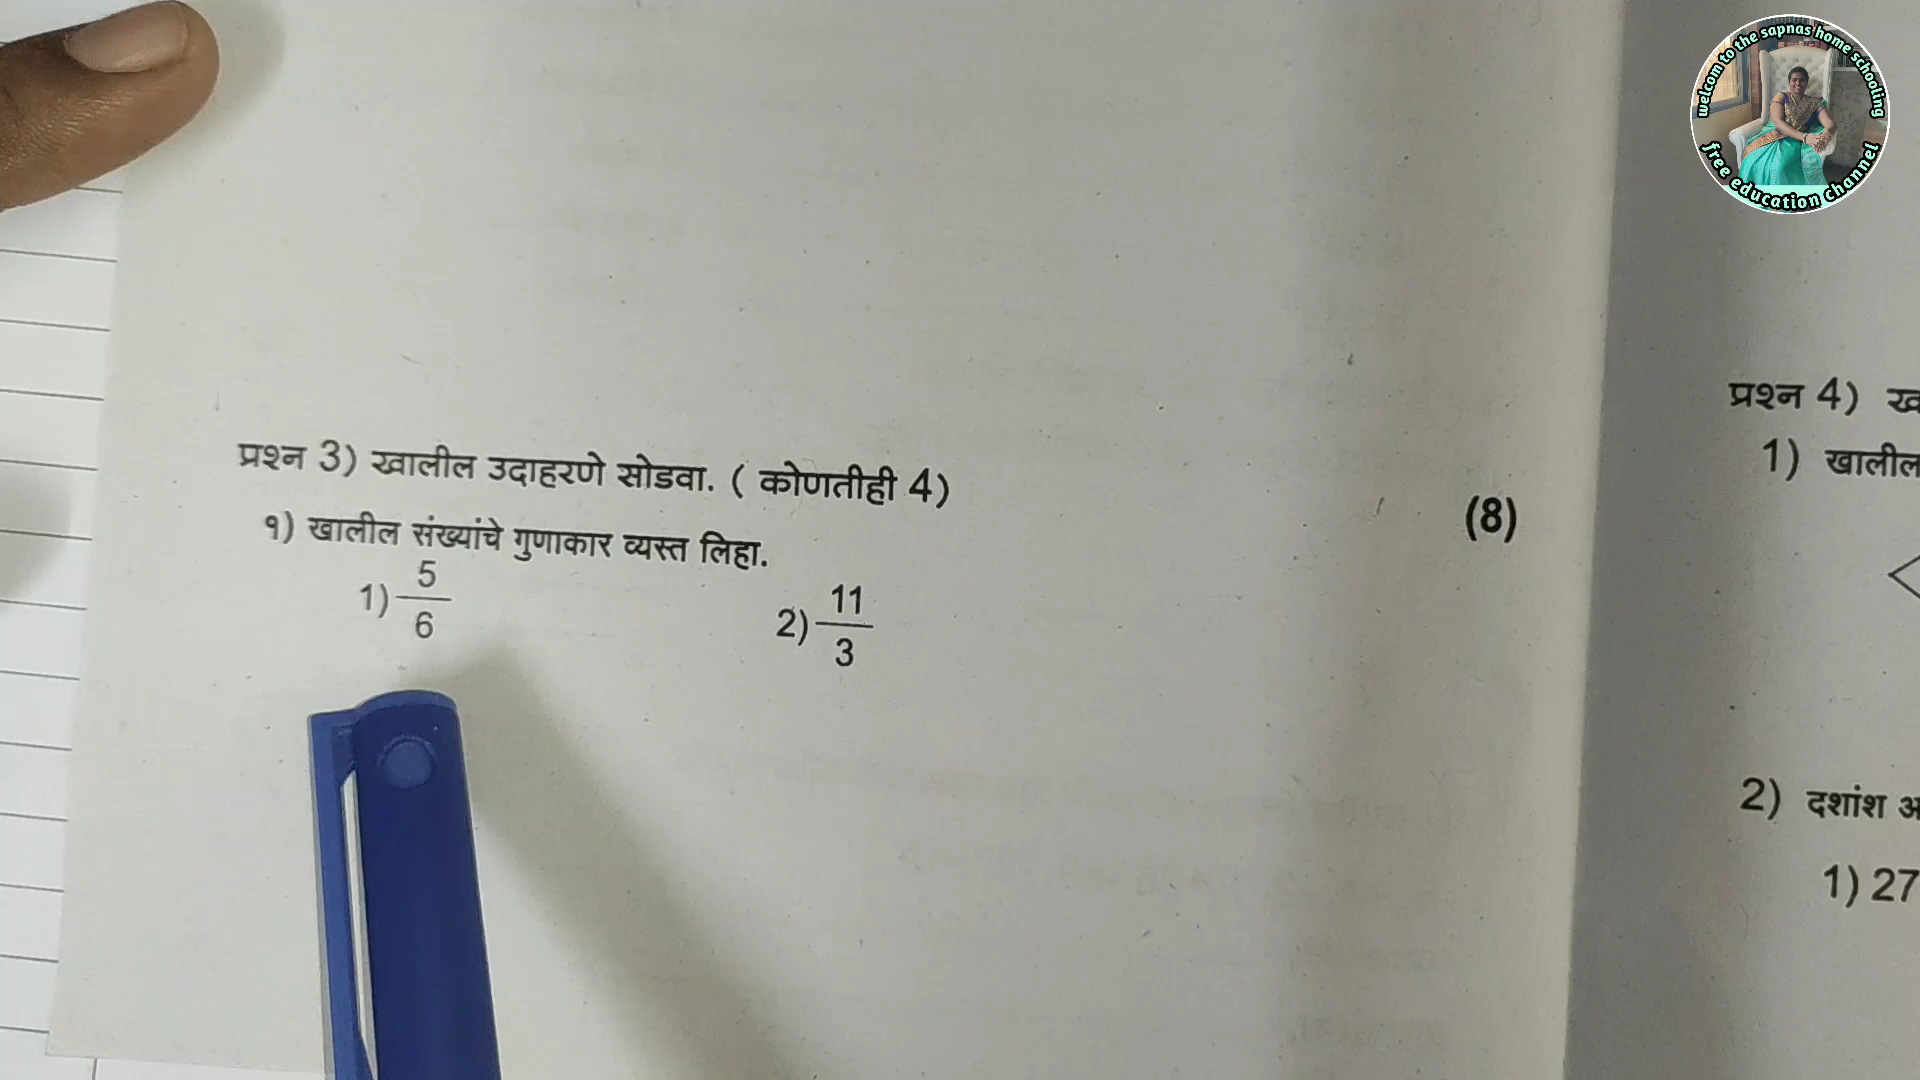 welcom to the sapnas home schooling
free education channel
प्रश्न 3) खालील उदाहरणे सोडवा. ( कोणतीही 4)
(8)
१) खालील संख्यांचे गुणाकार व्यस्त लिहा.
1) 5/6
2) 11/3
प्रश्न 4)
1) खालील
2) दशांश
1) 27